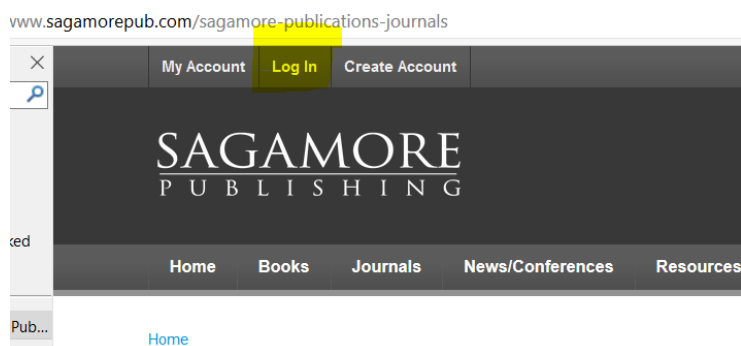 www.sagamorepub.com/sagamore-publications-journals
My Account Log In Create Account
SAGAMORE
PUBLISHING
Home Books Journals News/Conferences Resources
Pub...
Home